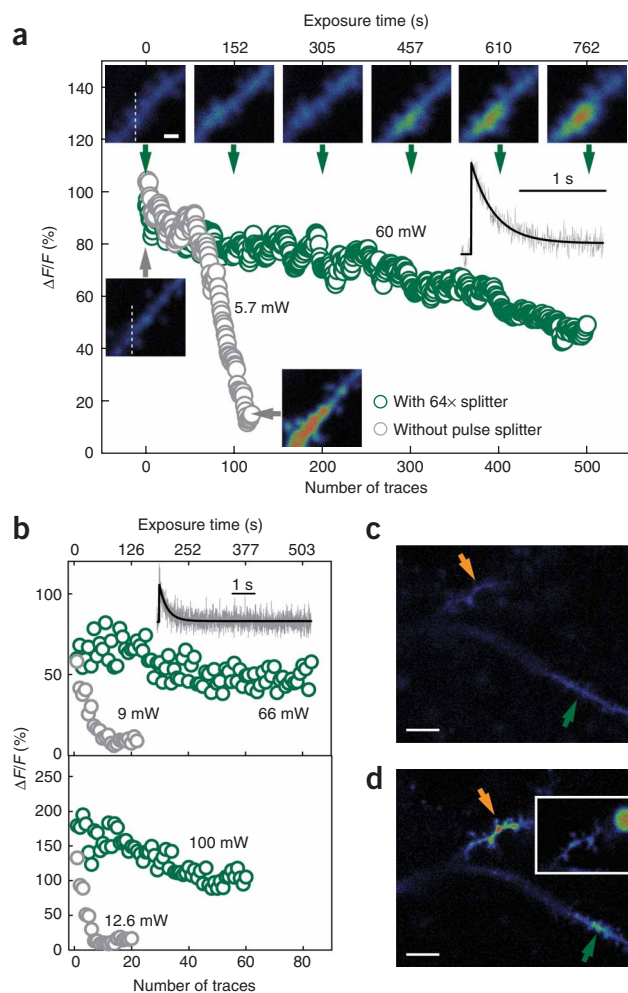 a
Exposure time (s)
0 152 305 457 610 762
140
120
100
80
60
40
20
0
ΔF/F (%)
1 s
60 mW
5.7 mW
With 64× splitter
Without pulse splitter
0 100 200 300 400 500
Number of traces
b
Exposure time (s)
0 126 252 377 503
100
50
0
1 s
9 mW
66 mW
ΔF/F (%)
250
200
150
100
50
0
100 mW
12.6 mW
0 20 40 60 80
Number of traces
c
d